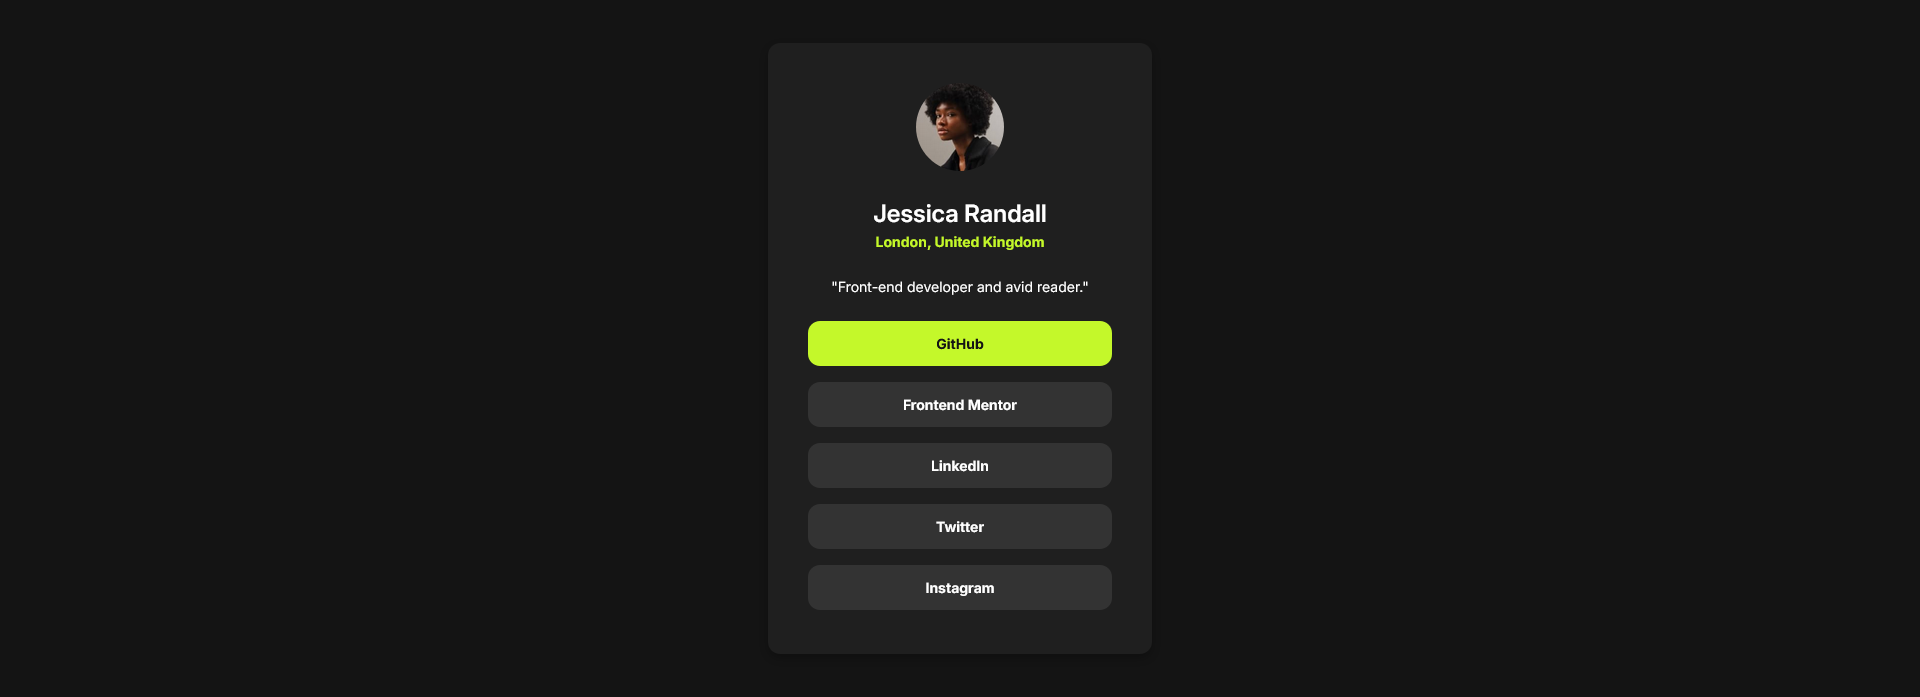 Jessica Randall
London, United Kingdom
"Front-end developer and avid reader."
GitHub
Frontend Mentor
LinkedIn
Twitter
Instagram